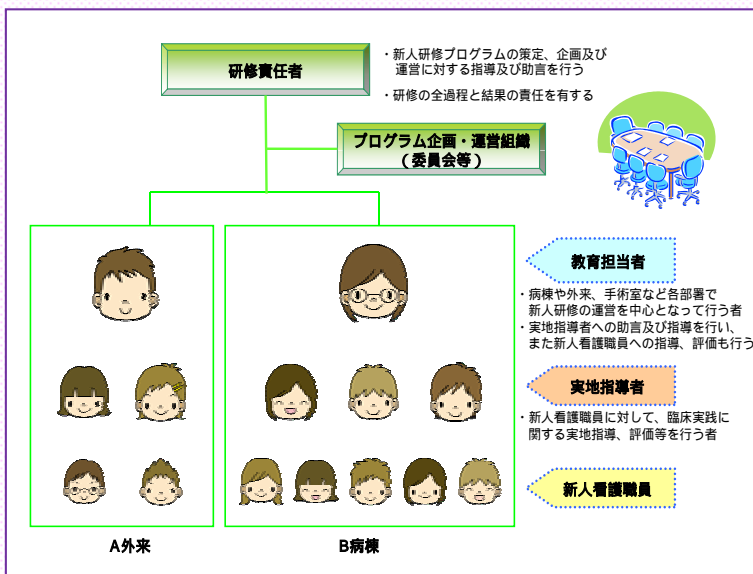 研修責任者
・新人研修プログラムの策定、企画及び
運営に対する指導及び助言を行う
・研修の全過程と結果の責任を有する
プログラム企画・運営組織
（委員会等）
教育担当者
・病棟や外来、手術室など各部署で
新人研修の運営を中心となって行う者
・実地指導者への助言及び指導を行い、
また新人看護職員への指導、評価も行う
実地指導者
・新人看護職員に対して、臨床実践に
関する実地指導、評価等を行う者
新人看護職員
A外来
B病棟